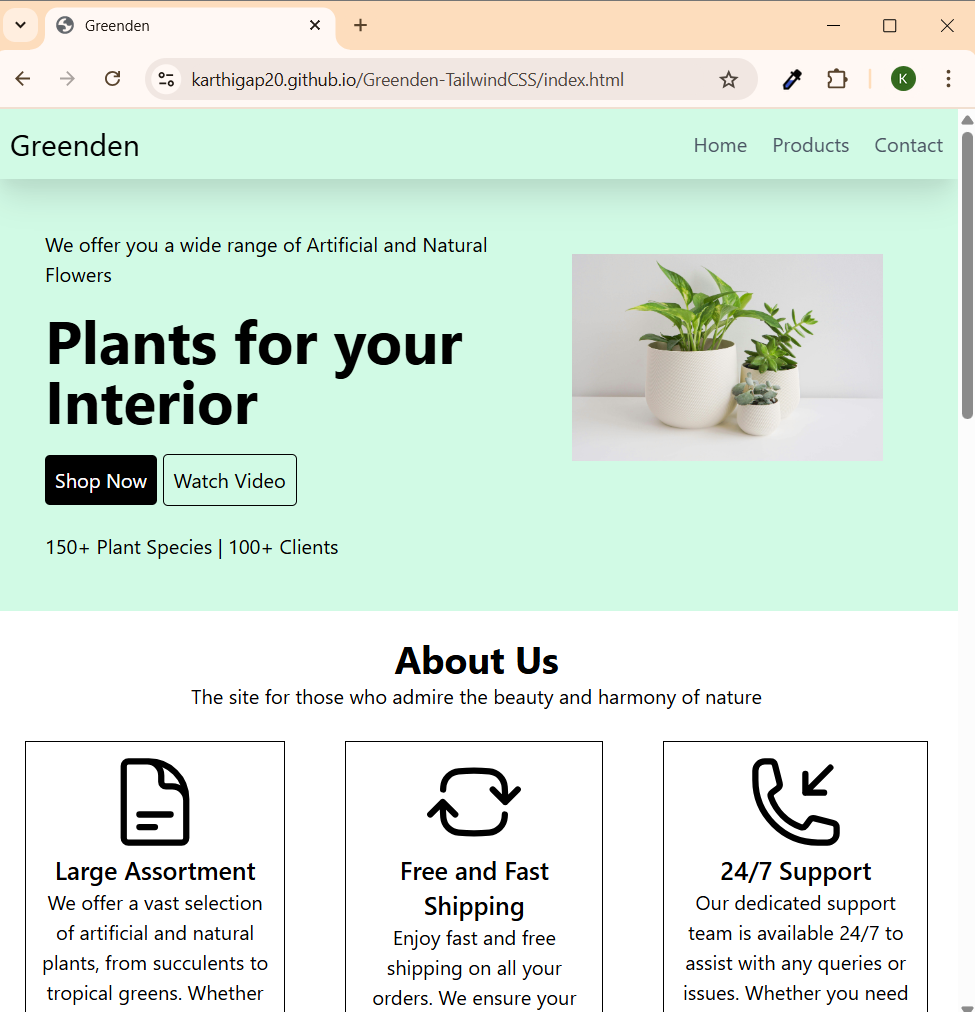 Greenden
karthigap20.github.io/Greenden-TailwindCSS/index.html
K
Greenden
Home Products Contact
We offer you a wide range of Artificial and Natural
Flowers
Plants for your
Interior
Shop Now Watch Video
150+ Plant Species | 100+ Clients
About Us
The site for those who admire the beauty and harmony of nature
Large Assortment
We offer a vast selection
of artificial and natural
plants, from succulents to
tropical greens. Whether
Free and Fast
Shipping
Enjoy fast and free
shipping on all your
orders. We ensure your
24/7 Support
Our dedicated support
team is available 24/7 to
assist with any queries or
issues. Whether you need